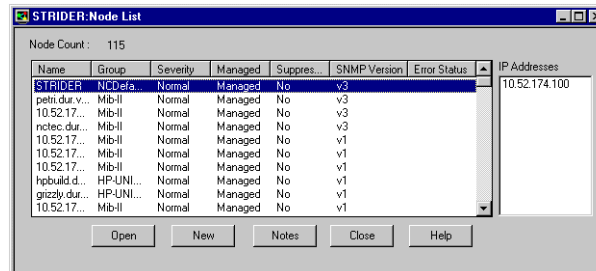 STRIDER:Node List
Node Count : 115
Name Group Severity Managed Suppres... SNMP Version Error Status IP Addresses
STRIDER NCDefa... Normal Managed No v3 10.52.174.100
petri.dur.v... Mib-II Normal Managed No v3
10.52.17... Mib-II Normal Managed No v3
nctec.dur... Mib-II Normal Managed No v3
10.52.17... Mib-II Normal Managed No v1
10.52.17... Mib-II Normal Managed No v1
10.52.17... Mib-II Normal Managed No v1
hpbuild.d... HP-UNI... Normal Managed No v1
grizzly.dur... HP-UNI... Normal Managed No v1
10.52.17... Mib-II Normal Managed No v1
Open New Notes Close Help